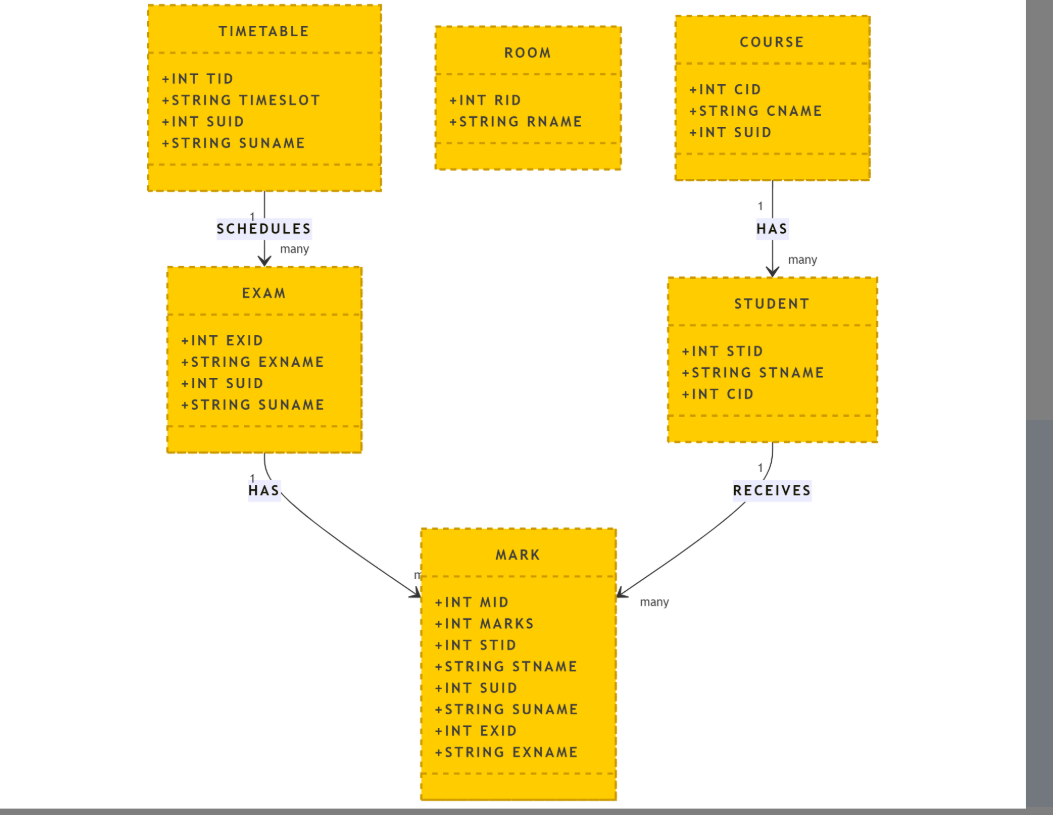 TIMETABLE
+INT TID
+STRING TIMESLOT
+INT SUID
+STRING SUNAME
ROOM
+INT RID
+STRING RNAME
COURSE
+INT CID
+STRING CNAME
+INT SUID
1
SCHEDULES
many
1
HAS
many
EXAM
+INT EXID
+STRING EXNAME
+INT SUID
+STRING SUNAME
STUDENT
+INT STID
+STRING STNAME
+INT CID
1
HAS
1
RECEIVES
many
MARK
+INT MID
+INT MARKS
+INT STID
+STRING STNAME
+INT SUID
+STRING SUNAME
+INT EXID
+STRING EXNAME